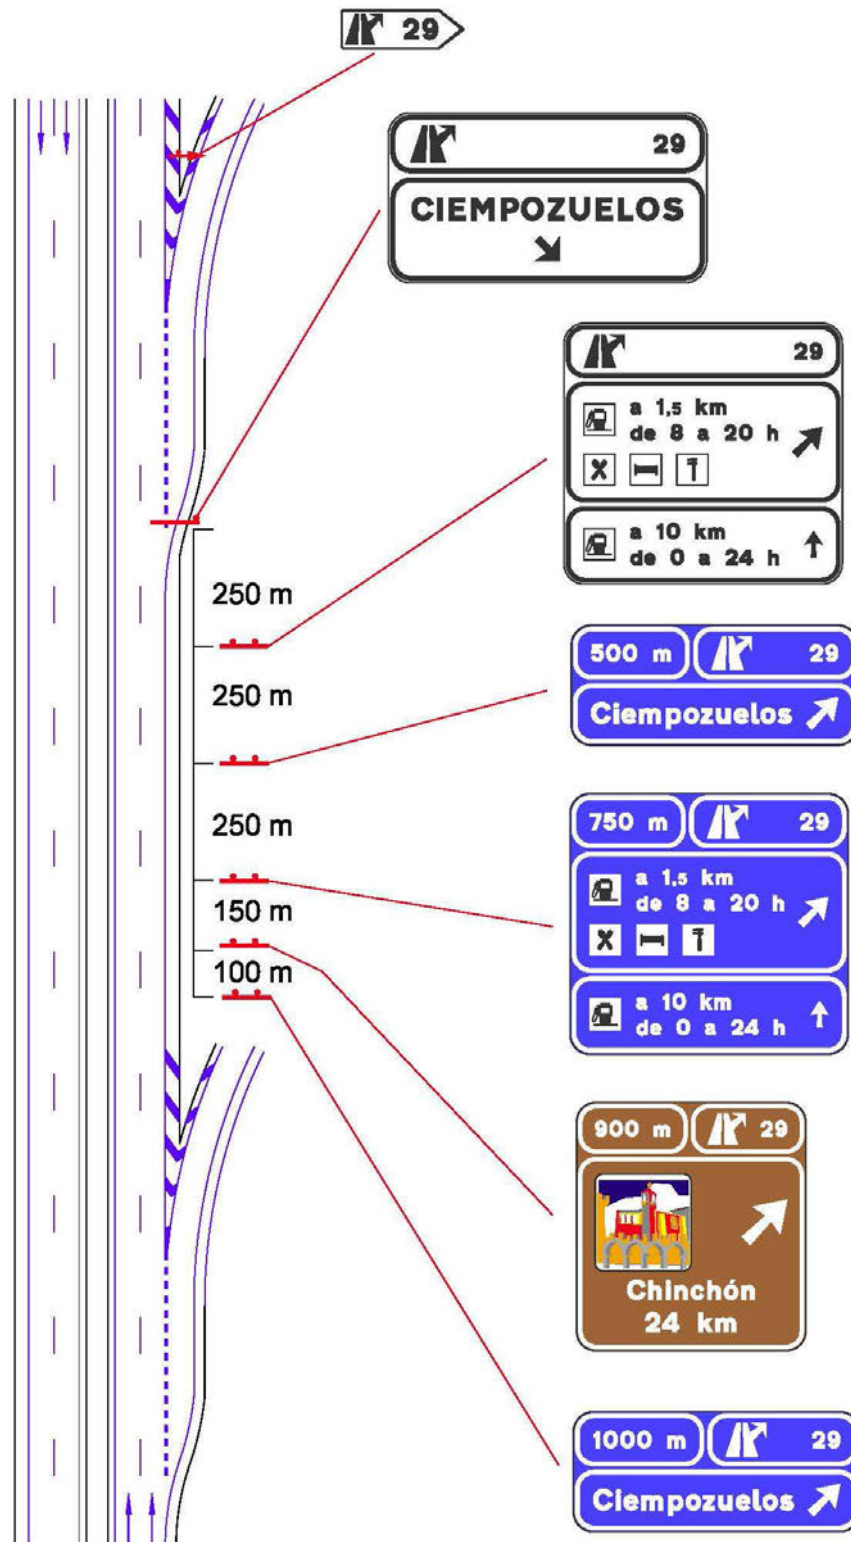 29
29
CIEMPOZUELOS
29
a 1,5 km
de 8 a 20 h
a 10 km
de 0 a 24 h
250 m
500 m 29
Ciempozuelos
250 m
750 m 29
a 1,5 km
de 8 a 20 h
a 10 km
de 0 a 24 h
250 m
150 m
100 m
900 m 29
Chinchón
24 km
1000 m 29
Ciempozuelos